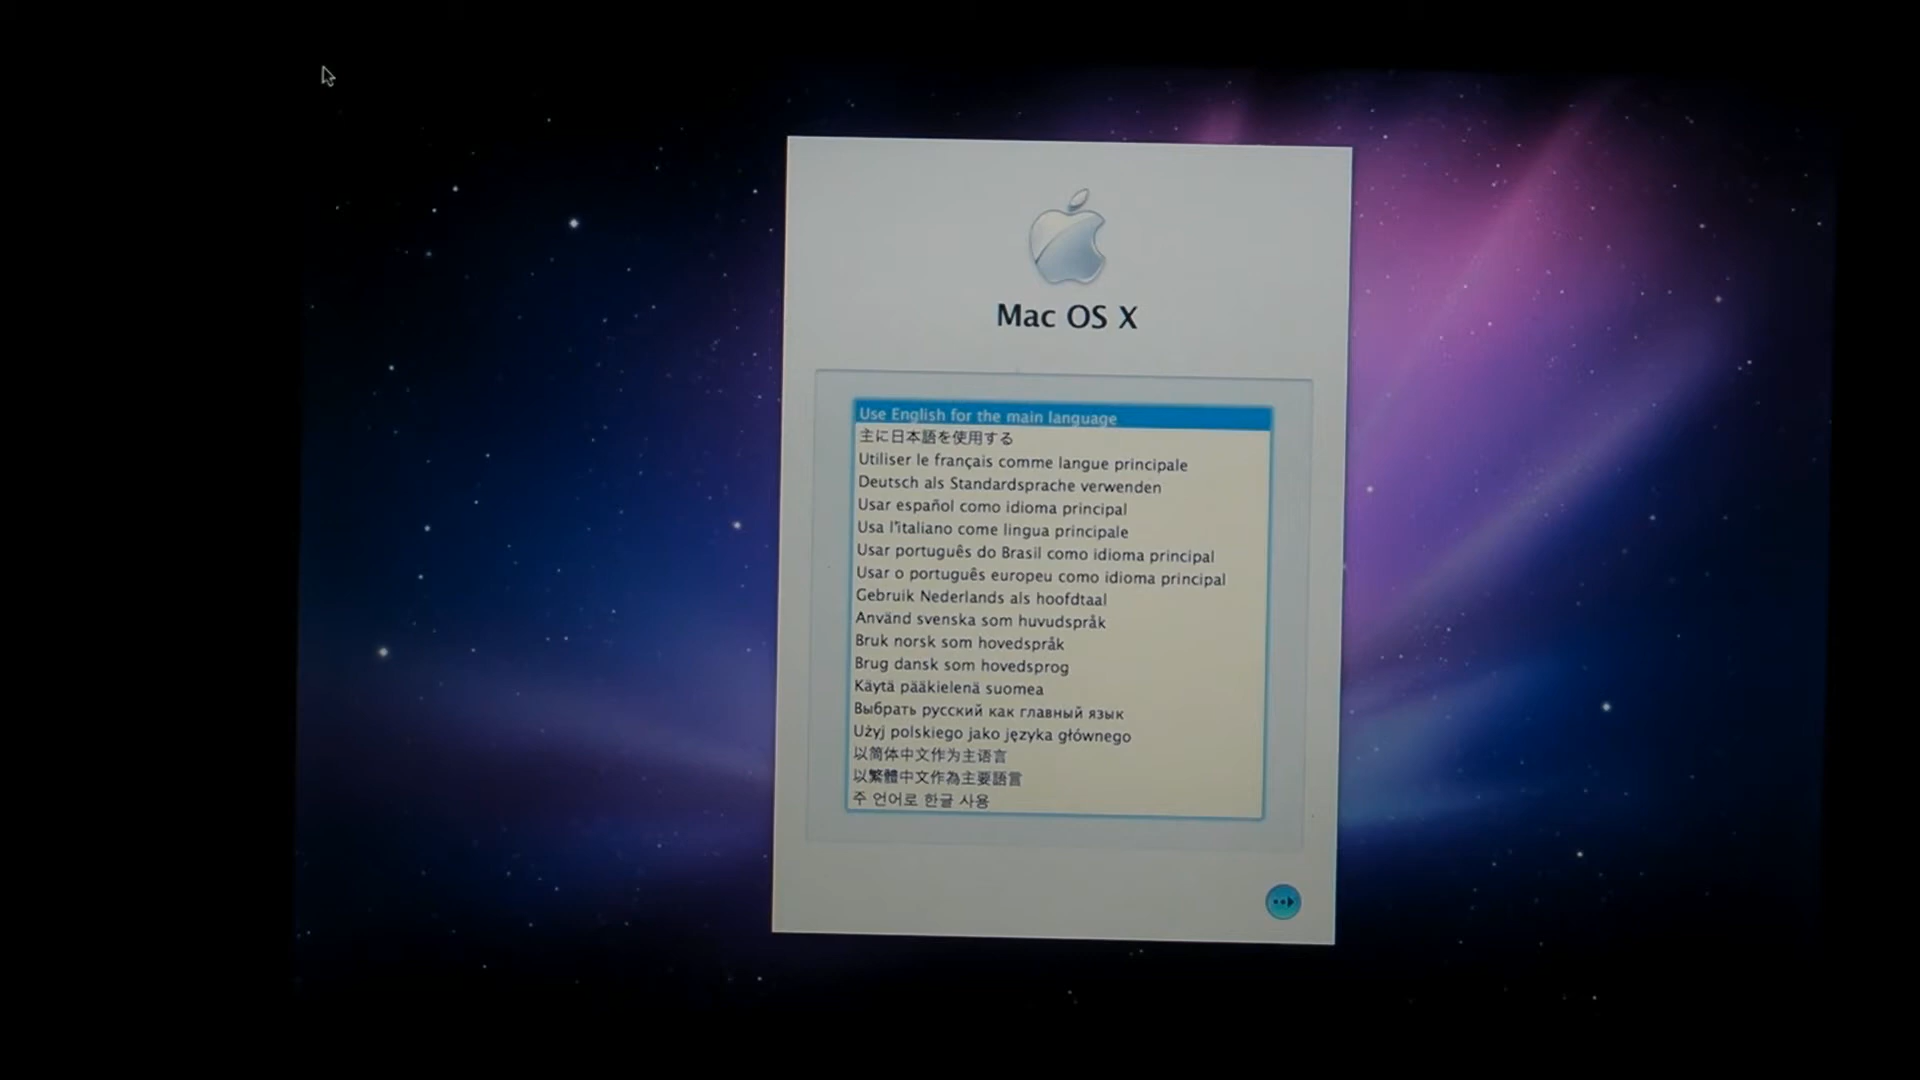 Mac OS X
Use English for the main language
主に日本語を使用する
Utiliser le français comme langue principale
Deutsch als Standardsprache verwenden
Usar español como idioma principal
Usa l'italiano come lingua principale
Usar português do Brasil como idioma principal
Usar o português europeu como idioma principal
Gebruik Nederlands als hoofdtaal
Använd svenska som huvudspråk
Bruk norsk som hovedspråk
Brug dansk som hovedsprog
Käytä pääkielenä suomea
Выбрать русский как главный язык
Użyj polskiego jako języka głównego
以简体中文作为主语言
以繁體中文作為主要語言
주 언어로 한글 사용